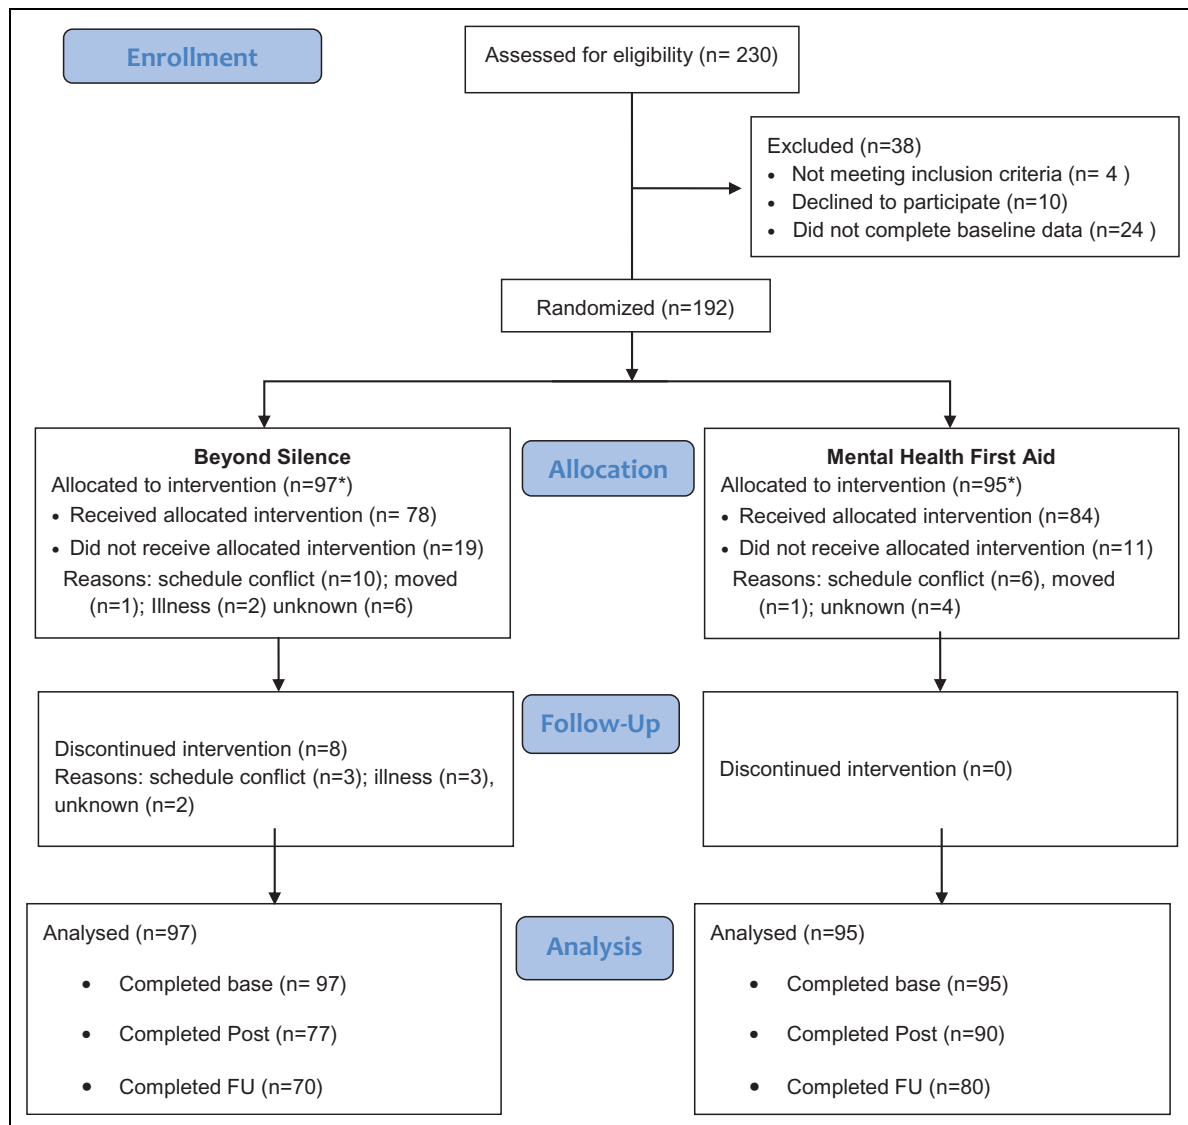 Enrollment
Assessed for eligibility (n= 230)
Excluded (n=38)
• Not meeting inclusion criteria (n= 4 )
• Declined to participate (n=10)
• Did not complete baseline data (n=24 )
Randomized (n=192)
Beyond Silence
Allocated to intervention (n=97*)
• Received allocated intervention (n= 78)
• Did not receive allocated intervention (n=19)
Reasons: schedule conflict (n=10); moved
(n=1); Illness (n=2) unknown (n=6)
Allocation
Mental Health First Aid
Allocated to intervention (n=95*)
• Received allocated intervention (n=84)
• Did not receive allocated intervention (n=11)
Reasons: schedule conflict (n=6), moved
(n=1); unknown (n=4)
Follow-Up
Discontinued intervention (n=8)
Reasons: schedule conflict (n=3); illness (n=3),
unknown (n=2)
Discontinued intervention (n=0)
Analysis
Analysed (n=97)
• Completed base (n= 97)
• Completed Post (n=77)
• Completed FU (n=70)
Analysed (n=95)
• Completed base (n=95)
• Completed Post (n=90)
• Completed FU (n=80)